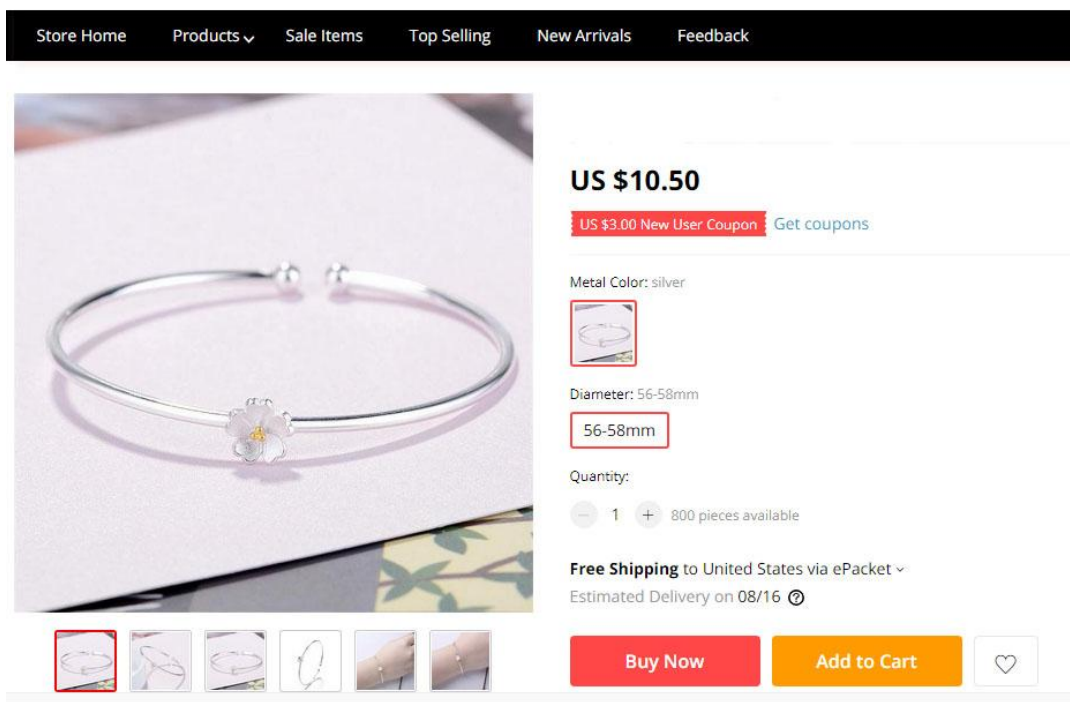 Store Home Products Sale Items Top Selling New Arrivals Feedback
US $10.50
US $3.00 New User Coupon Get coupons
Metal Color: silver
Diameter: 56-58mm
56-58mm
Quantity:
1 800 pieces available
Free Shipping to United States via ePacket
Estimated Delivery on 08/16
Buy Now Add to Cart